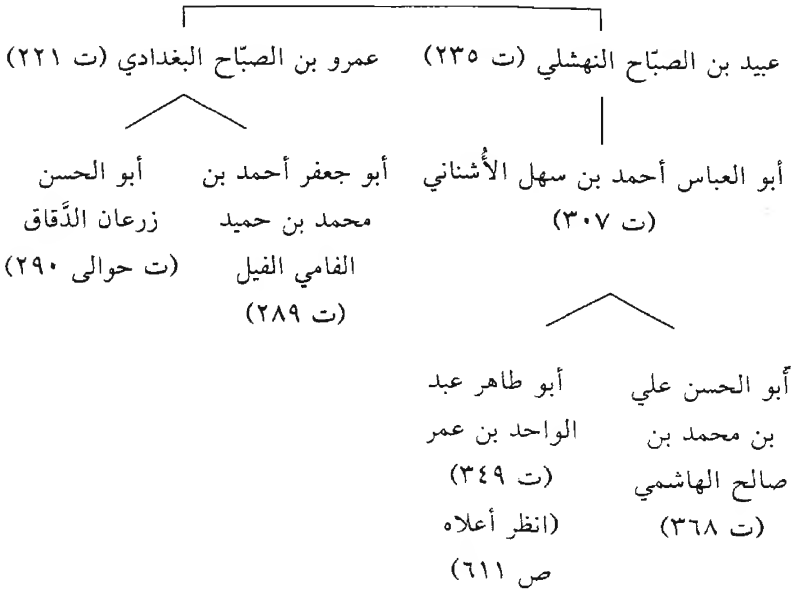 عبيد بن الصبّاح النهشلي (ت ٢٣٥)
عمرو بن الصبّاح البغدادي (ت ٢٢١)
أبو العباس أحمد بن سهل الأُشناني
(ت ٣٠٧)
أبو جعفر أحمد بن
محمد بن حميد
الفامي الفيل
(ت ٢٨٩)
أبو الحسن
زرعان الدَّقاق
(ت حوالى ٢٩٠)
أبو الحسن علي
بن محمد بن
صالح الهاشمي
(ت ٣٦٨)
أبو طاهر عبد
الواحد بن عمر
(ت ٣٤٩)
(انظر أعلاه
ص ٦١١)